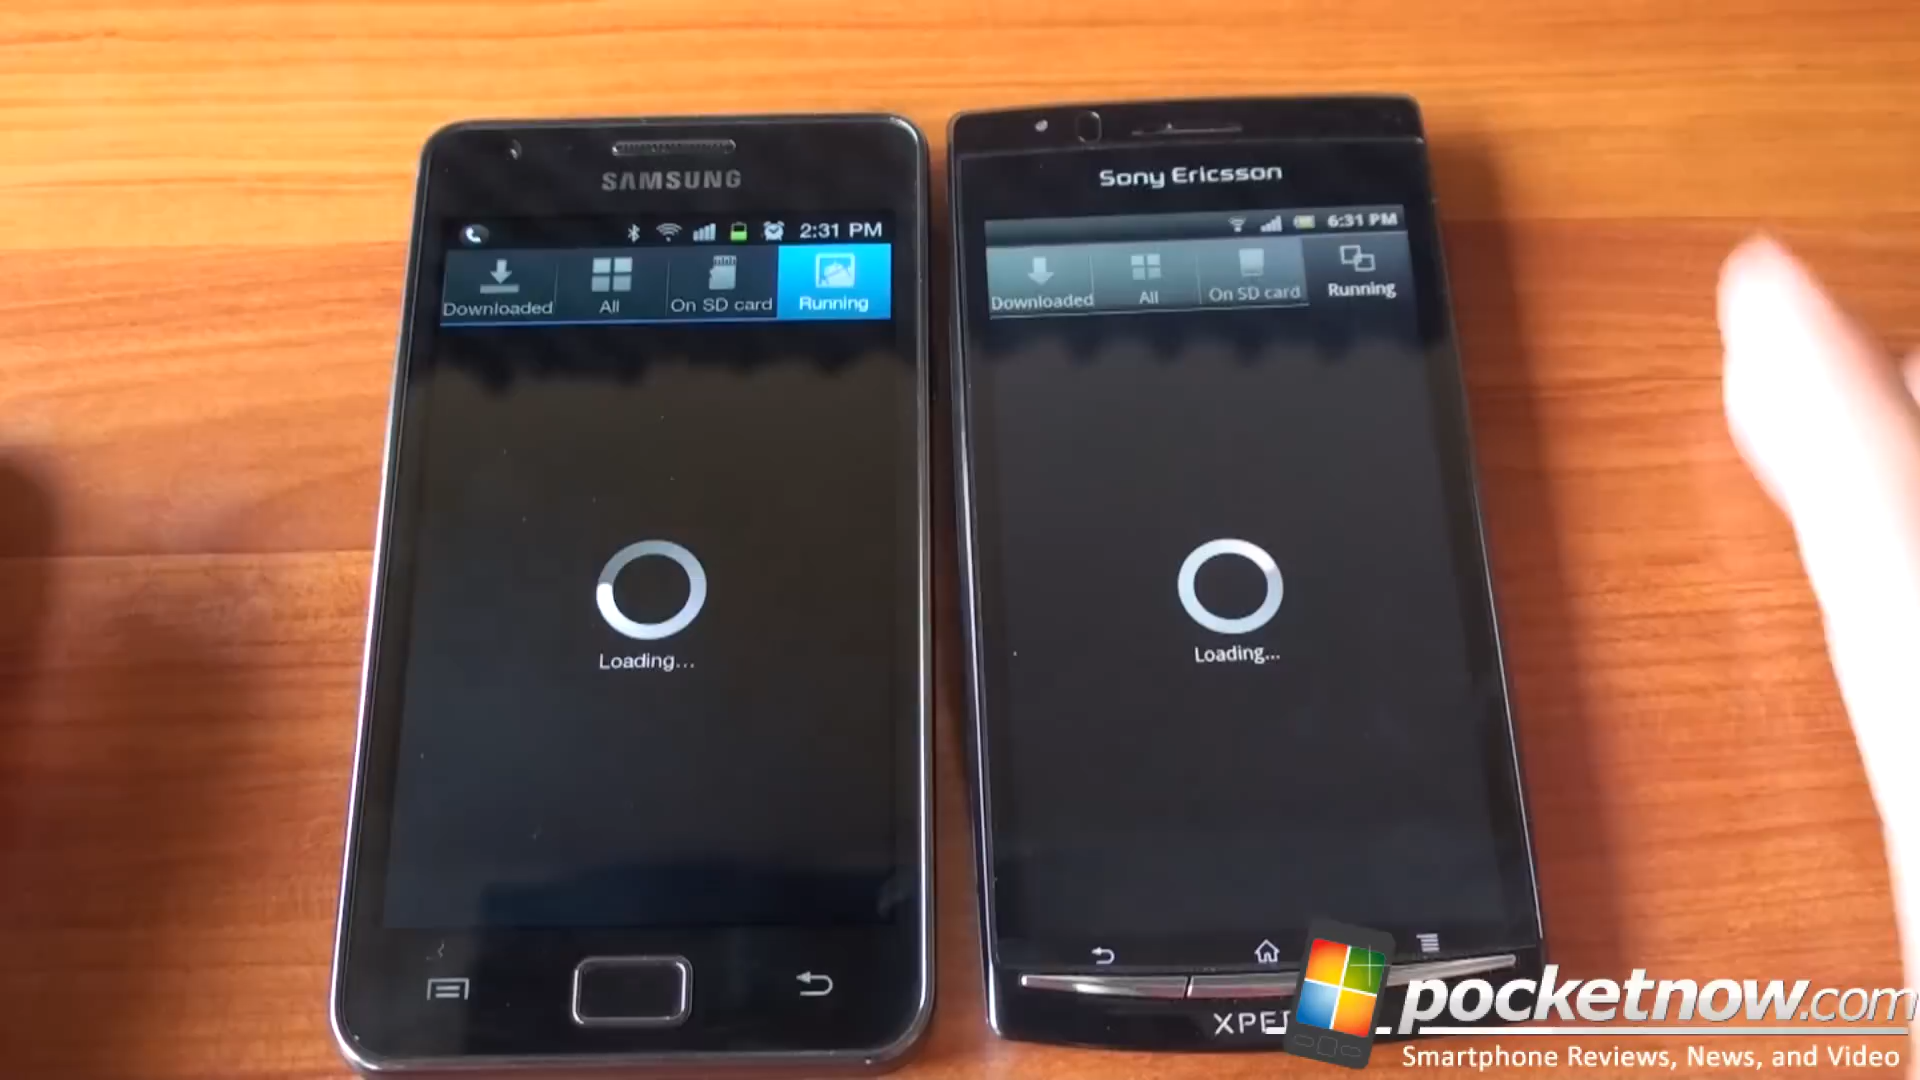 SAMSUNG
2:31 PM
Downloaded
All
On SD card
Running
Loading...
Sony Ericsson
6:31 PM
Downloaded
All
On SD card
Running
Loading...
XPE
pocketnow.com
Smartphone Reviews, News, and Video